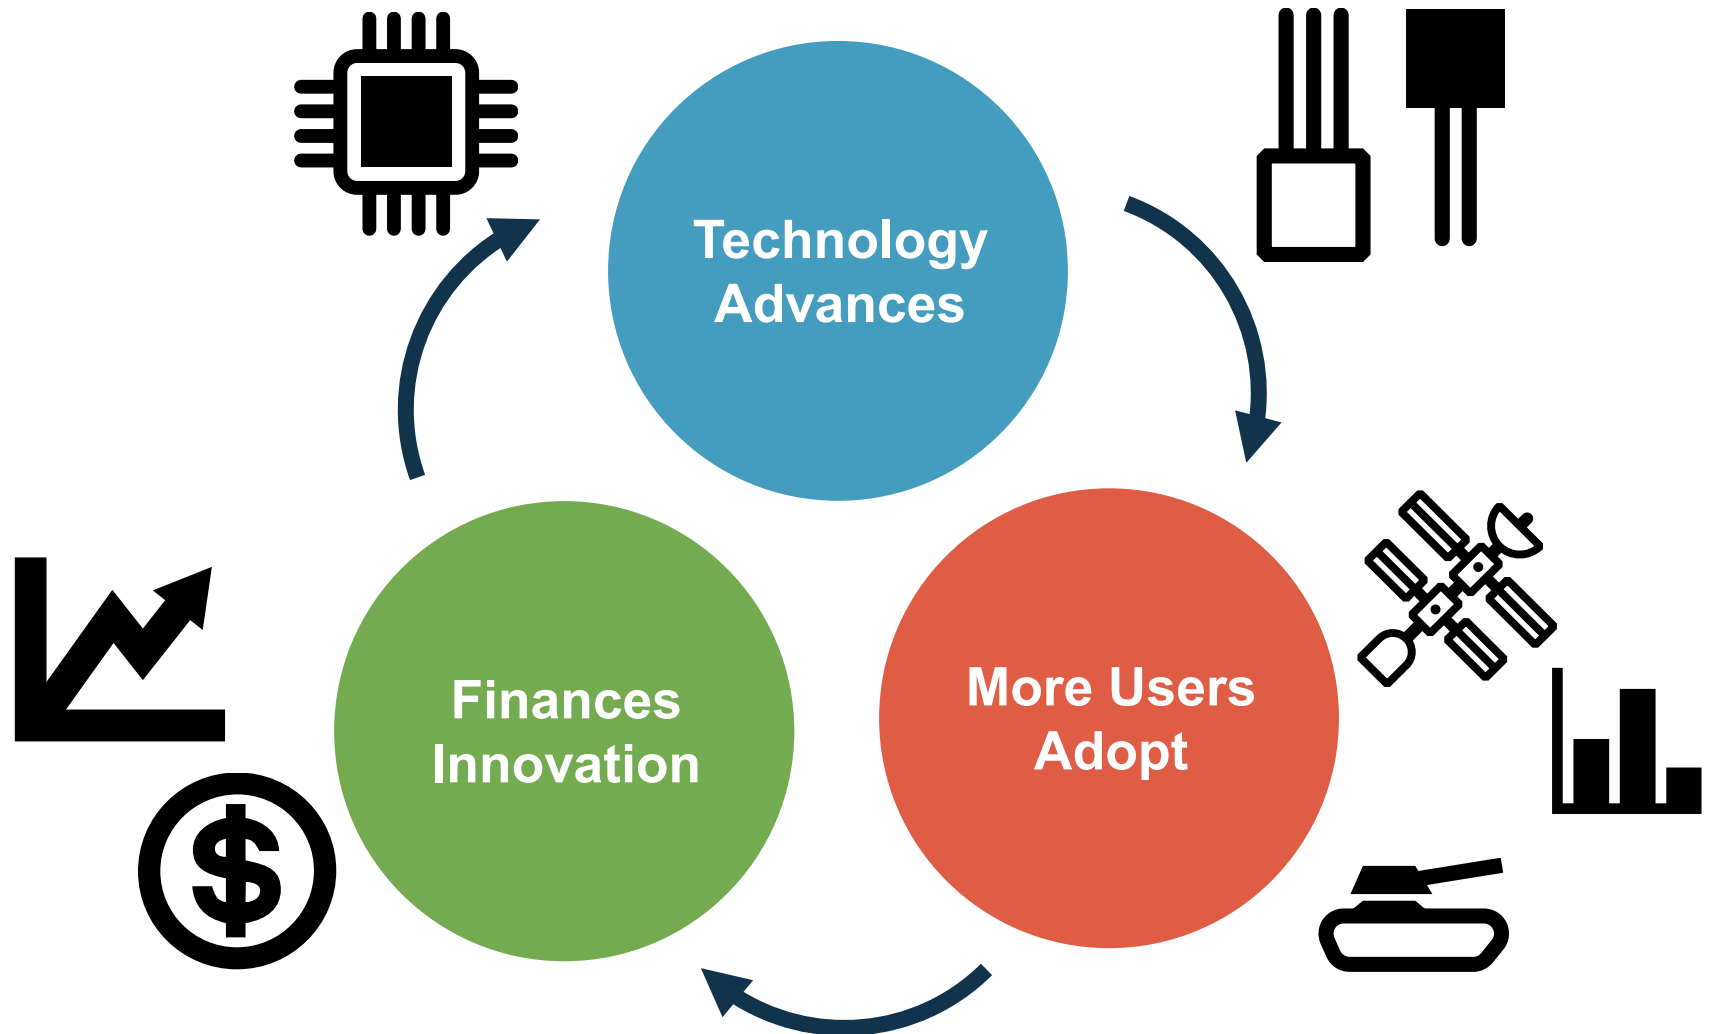 Technology
Advances
More Users
Adopt
Finances
Innovation
$